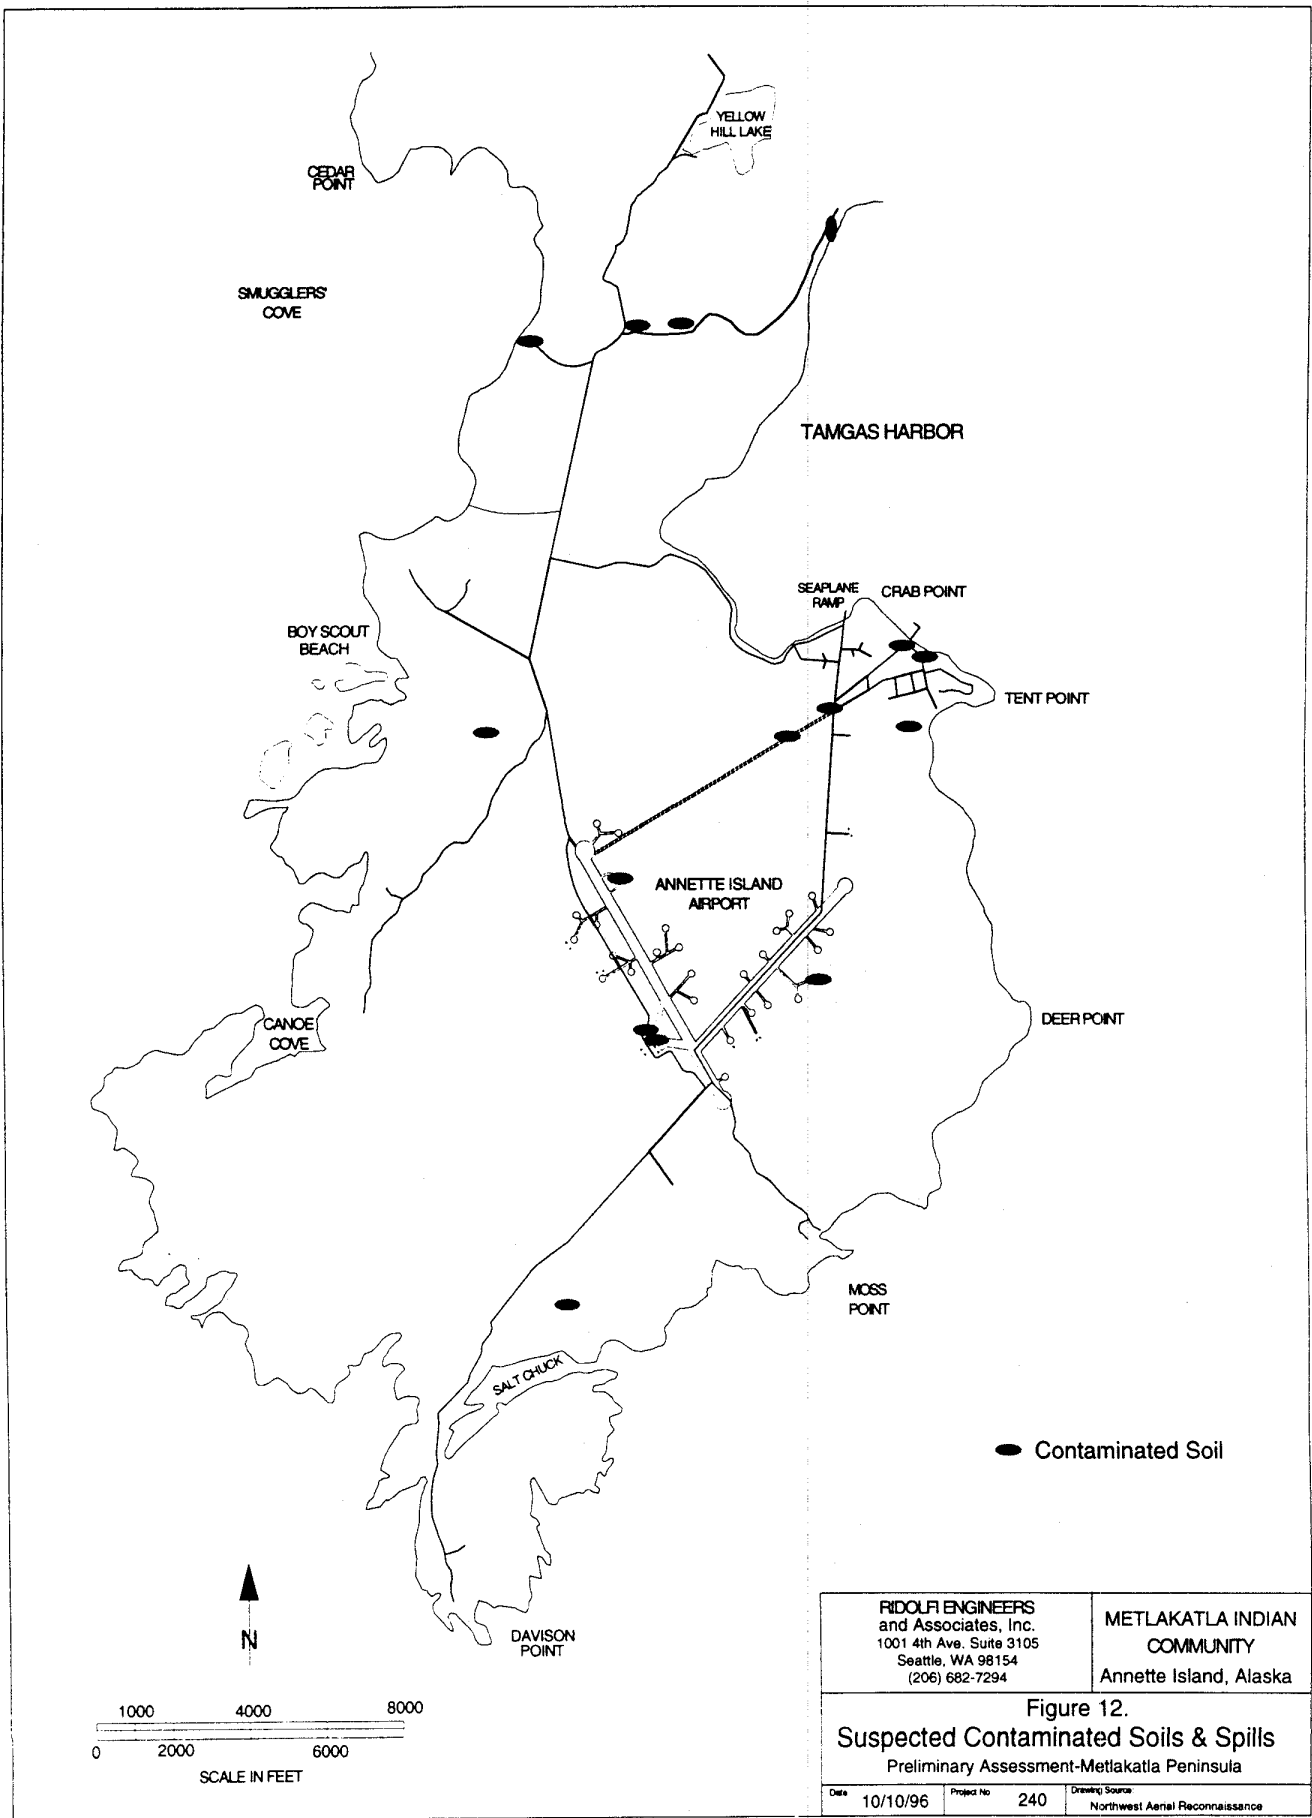 YELLOW
HILL LAKE
CEDAR
POINT
SMUGGLERS'
COVE
TAMGAS HARBOR
SEAPLANE
RAMP
CRAB POINT
BOY SCOUT
BEACH
TENT POINT
ANNETTE ISLAND
AIRPORT
CANOE
COVE
DEER POINT
MOSS
POINT
SALT CHUCK
Contaminated Soil
N
DAVISON
POINT
1000 4000 8000
0 2000 6000
SCALE IN FEET
RIDOLFI ENGINEERS
and Associates, Inc.
1001 4th Ave. Suite 3105
Seattle, WA 98154
(206) 682-7294
METLAKATLA INDIAN
COMMUNITY
Annette Island, Alaska
Figure 12.
Suspected Contaminated Soils & Spills
Preliminary Assessment-Metlakatla Peninsula
Date 10/10/96
Project No 240
Drawing Source:
Northwest Aerial Reconnaissance